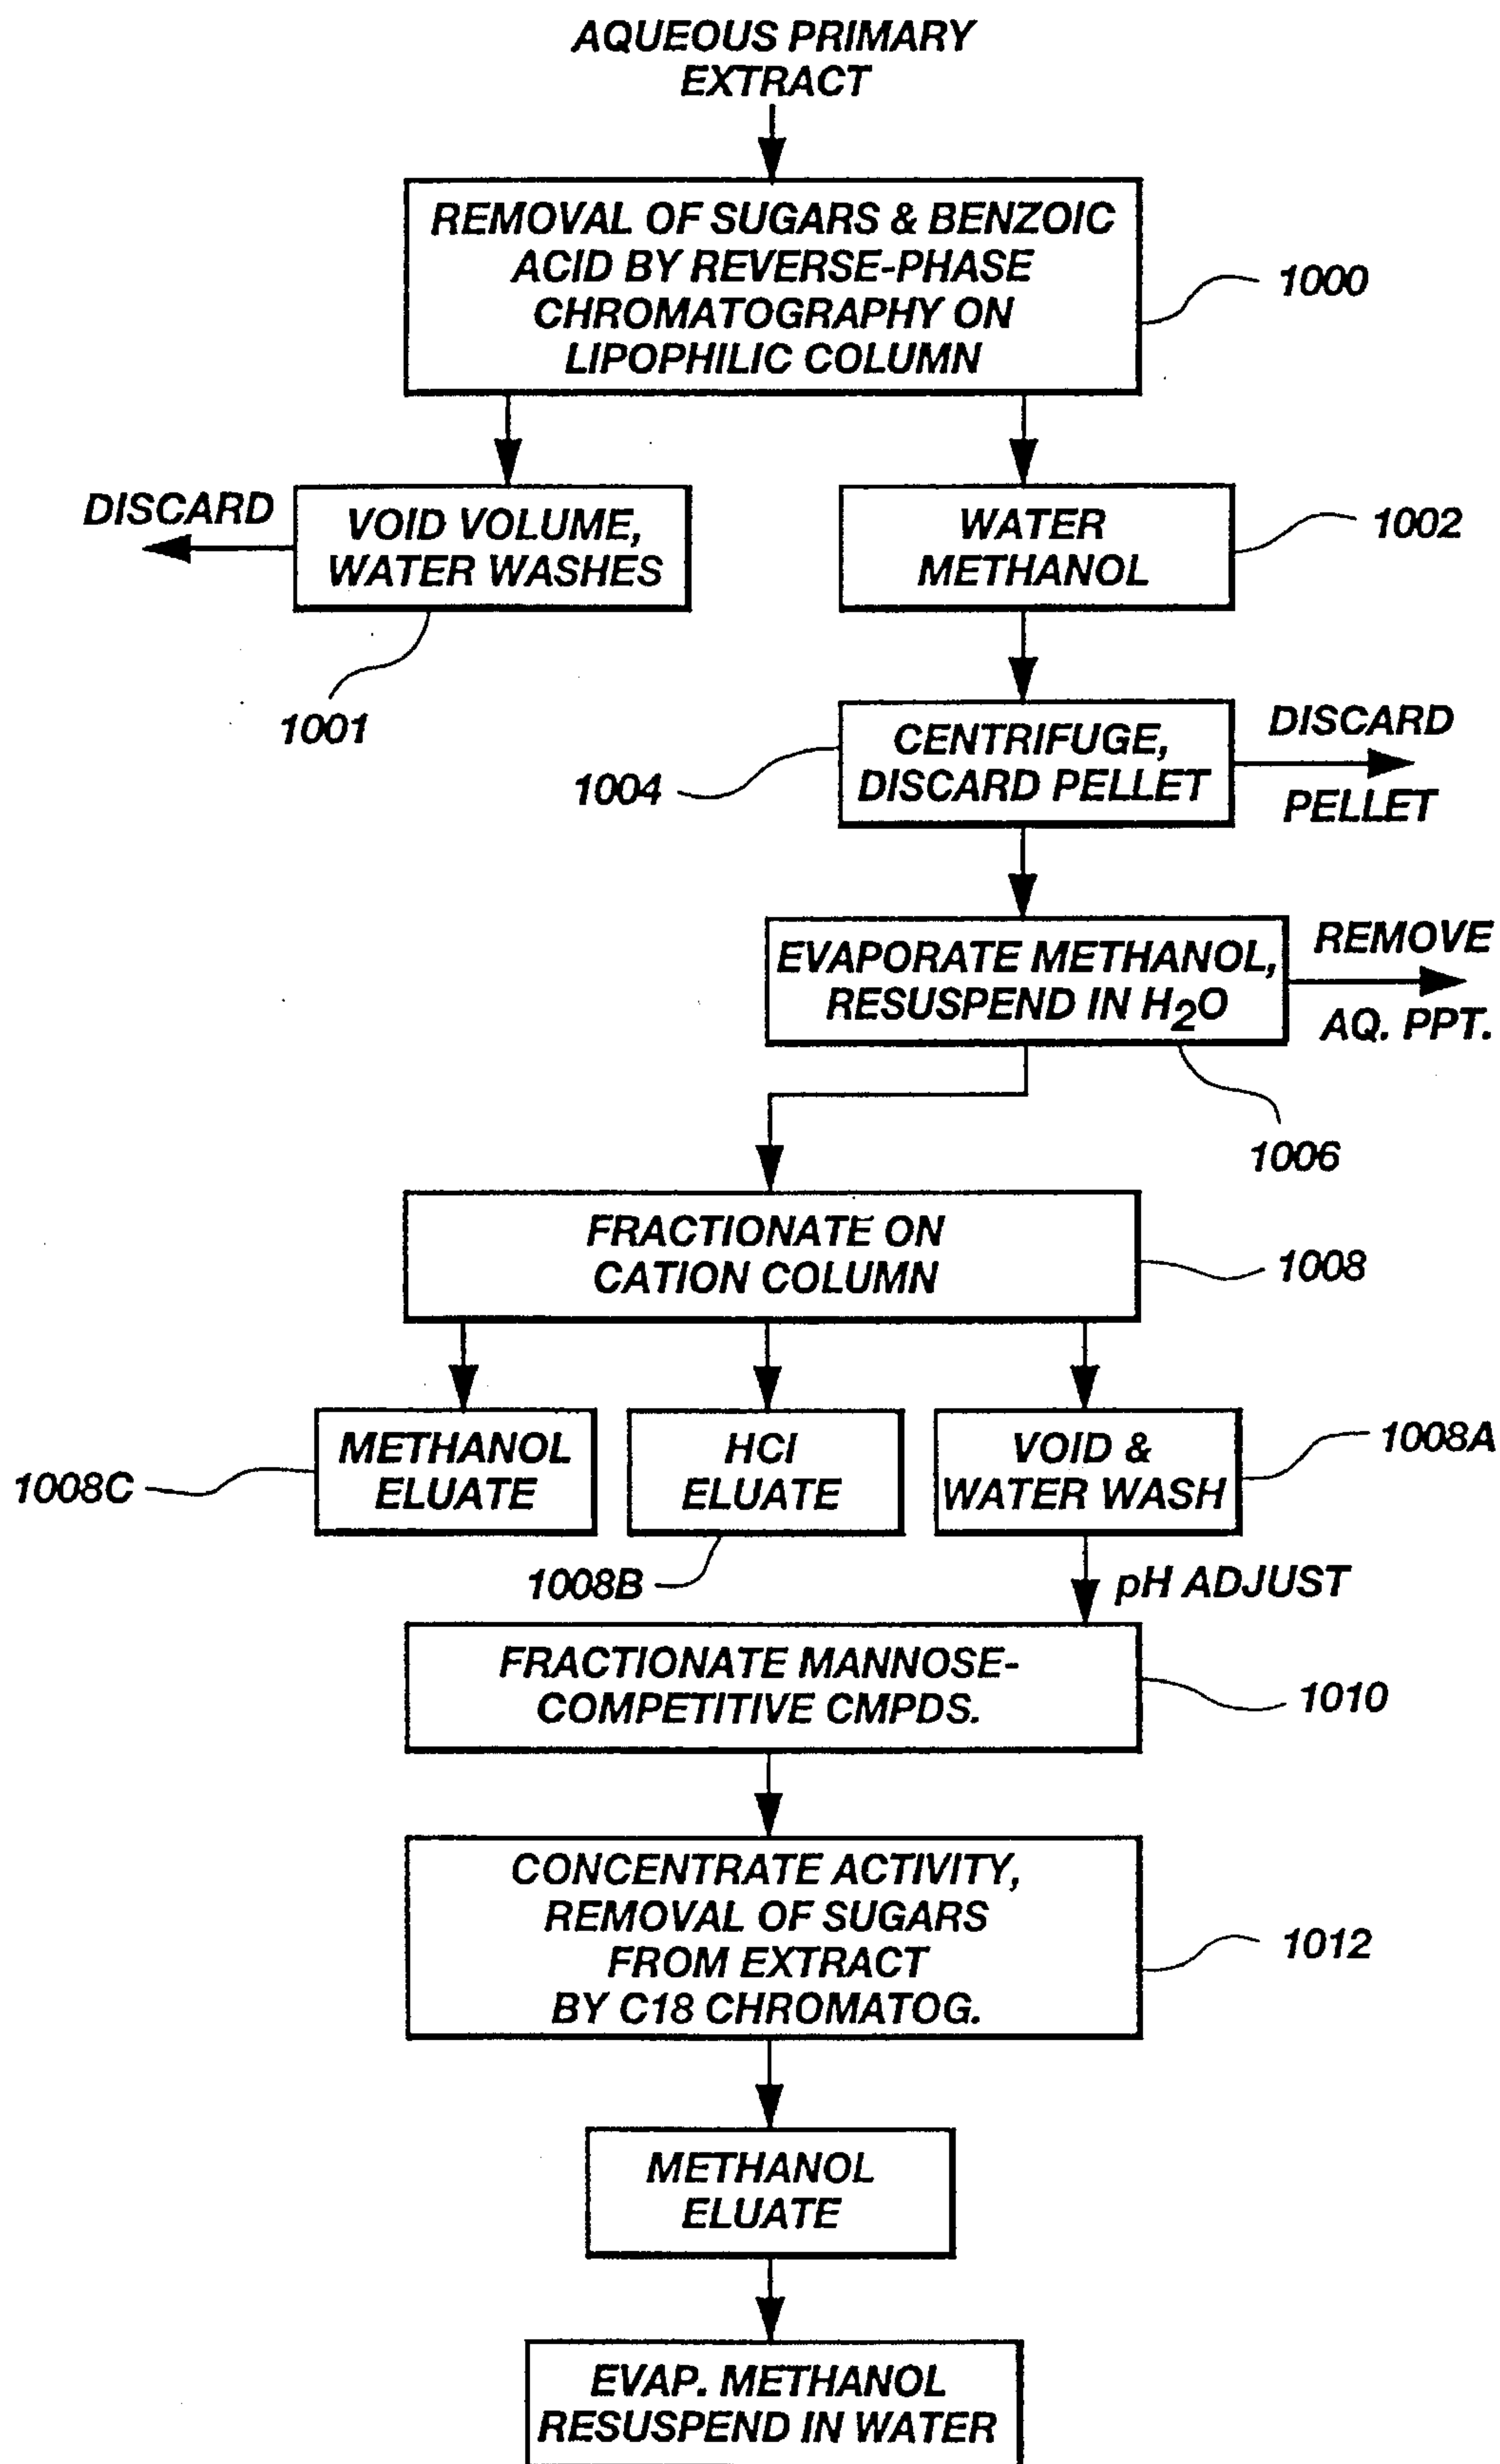 AQUEOUS PRIMARY
EXTRACT
REMOVAL OF SUGARS & BENZOIC
ACID BY REVERSE-PHASE
CHROMATOGRAPHY ON
LIPOPHILIC COLUMN
1000
DISCARD
VOID VOLUME,
WATER WASHES
1001
WATER
METHANOL
1002
CENTRIFUGE,
DISCARD PELLET
1004
DISCARD
PELLET
EVAPORATE METHANOL,
RESUSPEND IN H2O
REMOVE
AQ. PPT.
1006
FRACTIONATE ON
CATION COLUMN
1008
METHANOL
ELUATE
1008C
HCl
ELUATE
1008B
VOID &
WATER WASH
1008A
pH ADJUST
FRACTIONATE MANNOSE-
COMPETITIVE CMPDS.
1010
CONCENTRATE ACTIVITY,
REMOVAL OF SUGARS
FROM EXTRACT
BY C18 CHROMATOG.
1012
METHANOL
ELUATE
EVAP. METHANOL
RESUSPEND IN WATER